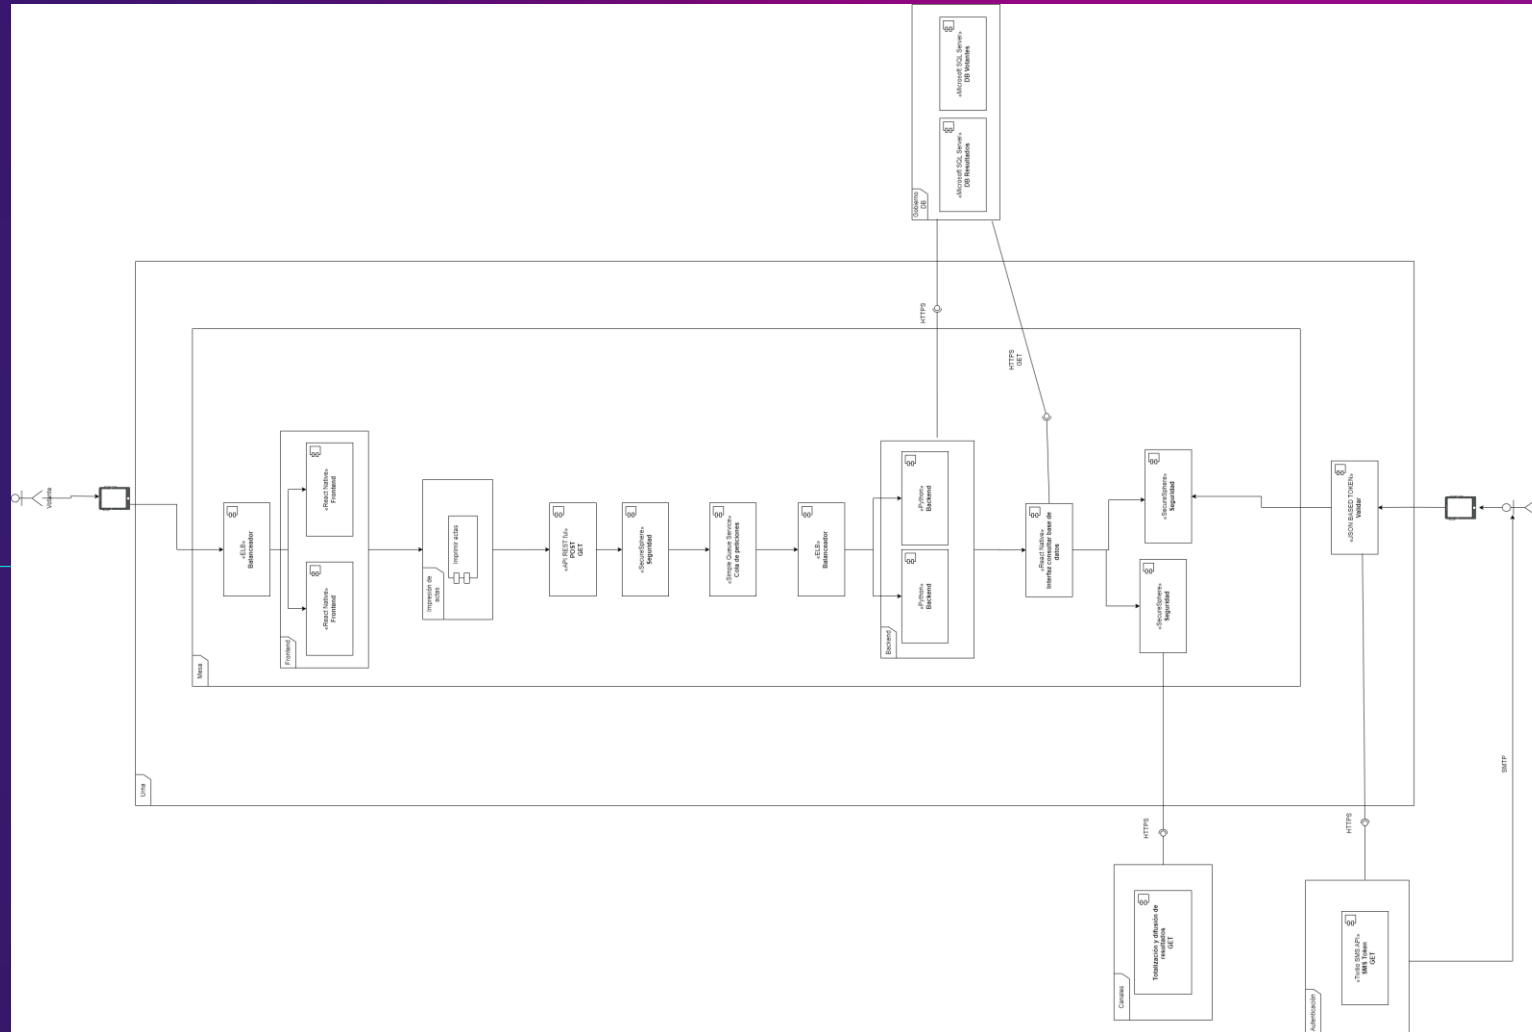 Votante
«ELB»
Balanceador
«React Native»
Frontend
«React Native»
Frontend
Frontend
Imprimir actas
Impresión de
actas
«API REST ful»
POST
GET
«SecureSphere»
Seguridad
«Simple Queue Service»
Cola de peticiones
«ELB»
Balanceador
«Python»
Backend
«Python»
Backend
Backend
«React Native»
Interfaz consultar base de
datos
«SecureSphere»
Seguridad
«SecureSphere»
Seguridad
Mesa
«JSON BASED TOKEN»
Validar
Urna
«Microsoft SQL Server»
DB Votantes
«Microsoft SQL Server»
DB Resultados
Gobierno
DB
HTTPS
HTTPS
GET
HTTPS
Totalización y difusión de
resultados
GET
Canales
HTTPS
«Twilio SMS API»
SMS Token
GET
Autenticación
SMTP